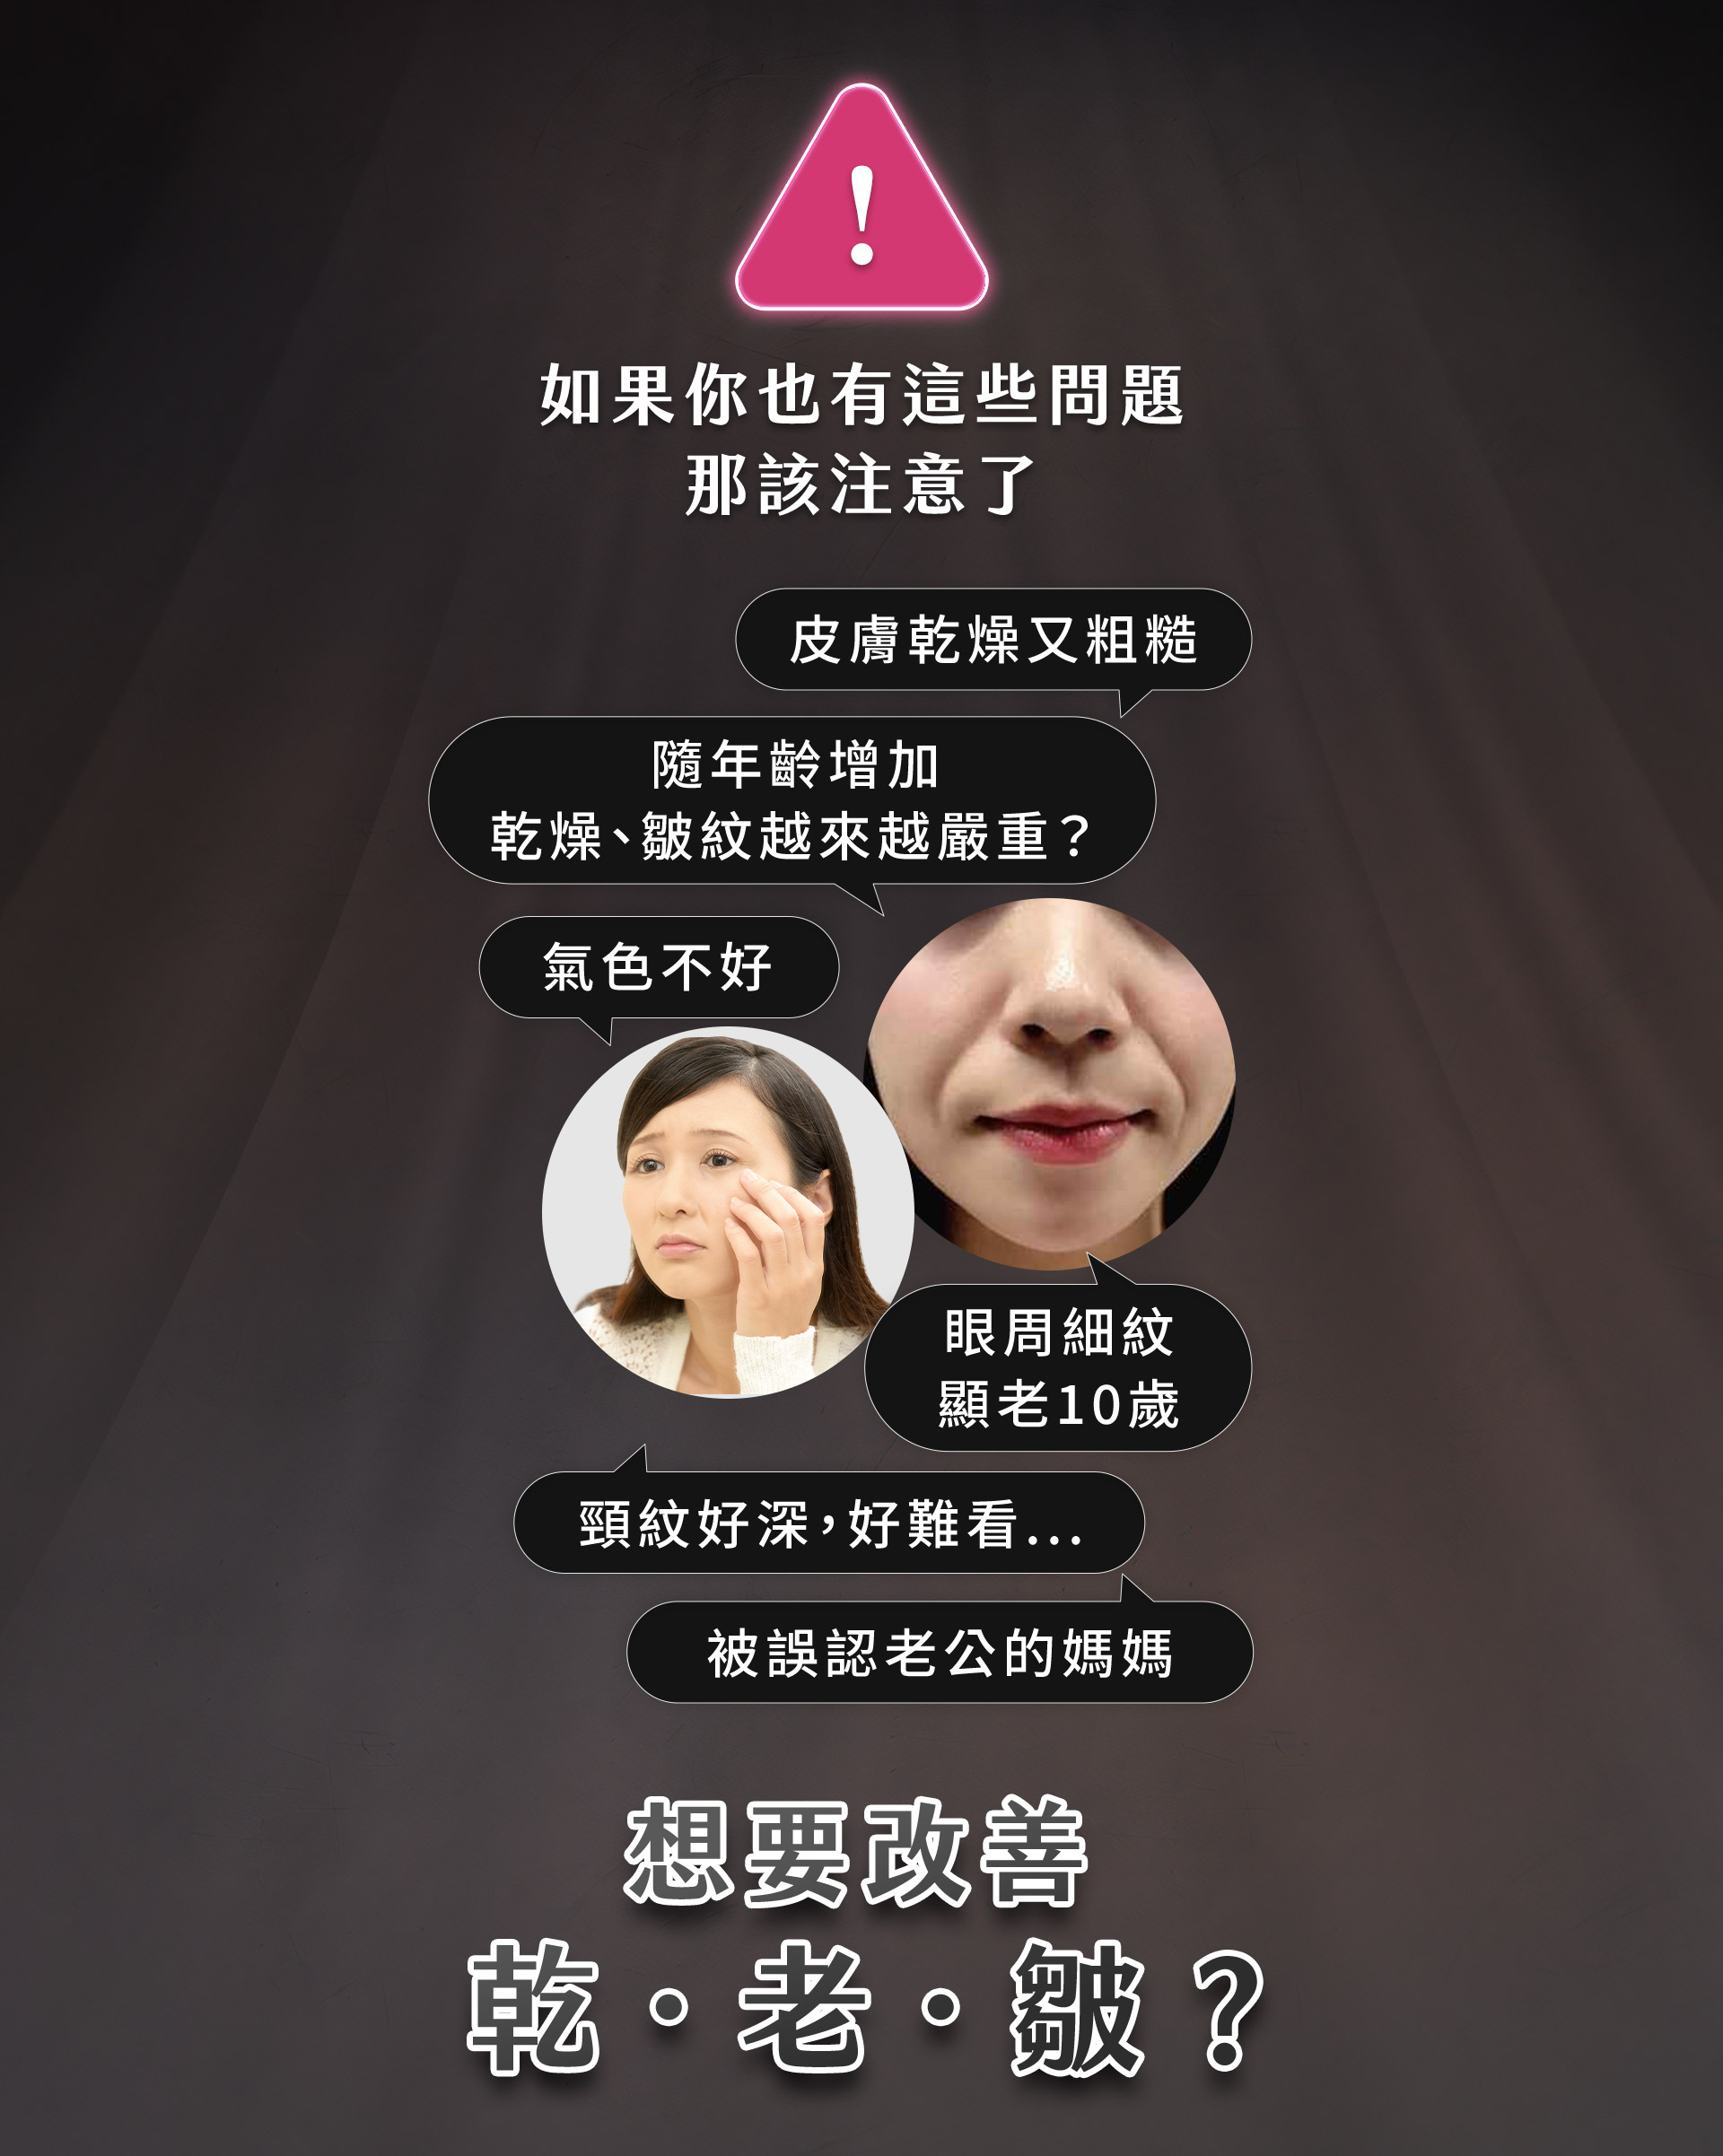 !
如果你也有這些問題
那該注意了
皮膚乾燥又粗糙
隨年齡增加
乾燥、皺紋越來越嚴重？
氣色不好
眼周細紋
顯老10歲
頸紋好深，好難看...
被誤認老公的媽媽
想要改善
乾・老・皺？